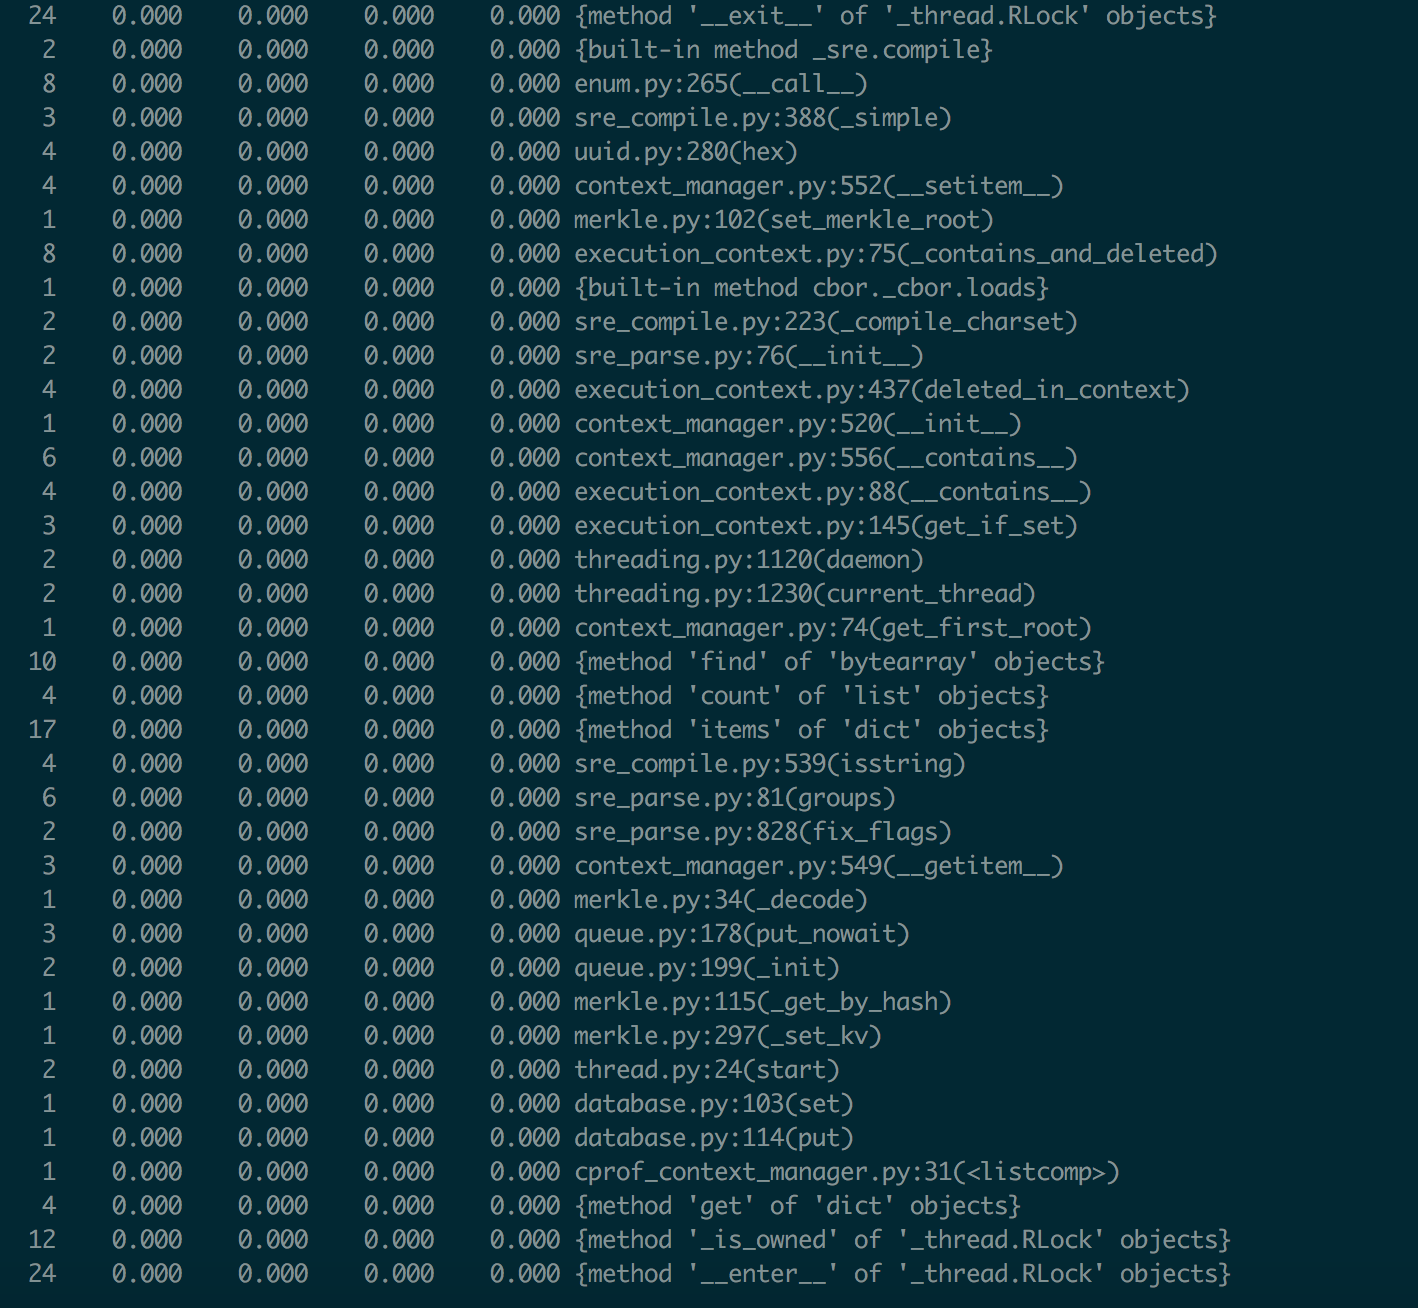 24 0.000 0.000 0.000 0.000 {method '__exit__' of '_thread.RLock' objects}
2 0.000 0.000 0.000 0.000 {built-in method _sre.compile}
8 0.000 0.000 0.000 0.000 enum.py:265(__call__)
3 0.000 0.000 0.000 0.000 sre_compile.py:388(_simple)
4 0.000 0.000 0.000 0.000 uuid.py:280(hex)
4 0.000 0.000 0.000 0.000 context_manager.py:552(__setitem__)
1 0.000 0.000 0.000 0.000 merkle.py:102(set_merkle_root)
8 0.000 0.000 0.000 0.000 execution_context.py:75(_contains_and_deleted)
1 0.000 0.000 0.000 0.000 {built-in method cbor._cbor.loads}
2 0.000 0.000 0.000 0.000 sre_compile.py:223(_compile_charset)
2 0.000 0.000 0.000 0.000 sre_parse.py:76(__init__)
4 0.000 0.000 0.000 0.000 execution_context.py:437(deleted_in_context)
1 0.000 0.000 0.000 0.000 context_manager.py:520(__init__)
6 0.000 0.000 0.000 0.000 context_manager.py:556(__contains__)
4 0.000 0.000 0.000 0.000 execution_context.py:88(__contains__)
3 0.000 0.000 0.000 0.000 execution_context.py:145(get_if_set)
2 0.000 0.000 0.000 0.000 threading.py:1120(daemon)
2 0.000 0.000 0.000 0.000 threading.py:1230(current_thread)
1 0.000 0.000 0.000 0.000 context_manager.py:74(get_first_root)
10 0.000 0.000 0.000 0.000 {method 'find' of 'bytearray' objects}
4 0.000 0.000 0.000 0.000 {method 'count' of 'list' objects}
17 0.000 0.000 0.000 0.000 {method 'items' of 'dict' objects}
4 0.000 0.000 0.000 0.000 sre_compile.py:539(isstring)
6 0.000 0.000 0.000 0.000 sre_parse.py:81(groups)
2 0.000 0.000 0.000 0.000 sre_parse.py:828(fix_flags)
3 0.000 0.000 0.000 0.000 context_manager.py:549(__getitem__)
1 0.000 0.000 0.000 0.000 merkle.py:34(_decode)
3 0.000 0.000 0.000 0.000 queue.py:178(put_nowait)
2 0.000 0.000 0.000 0.000 queue.py:199(_init)
1 0.000 0.000 0.000 0.000 merkle.py:115(_get_by_hash)
1 0.000 0.000 0.000 0.000 merkle.py:297(_set_kv)
2 0.000 0.000 0.000 0.000 thread.py:24(start)
1 0.000 0.000 0.000 0.000 database.py:103(set)
1 0.000 0.000 0.000 0.000 database.py:114(put)
1 0.000 0.000 0.000 0.000 cprof_context_manager.py:31(<listcomp>)
4 0.000 0.000 0.000 0.000 {method 'get' of 'dict' objects}
12 0.000 0.000 0.000 0.000 {method '_is_owned' of '_thread.RLock' objects}
24 0.000 0.000 0.000 0.000 {method '__enter__' of '_thread.RLock' objects}